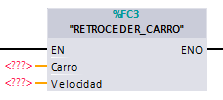 %FC3
"RETROCEDER_CARRO"
EN ENO
<???> Carro
<???> Velocidad